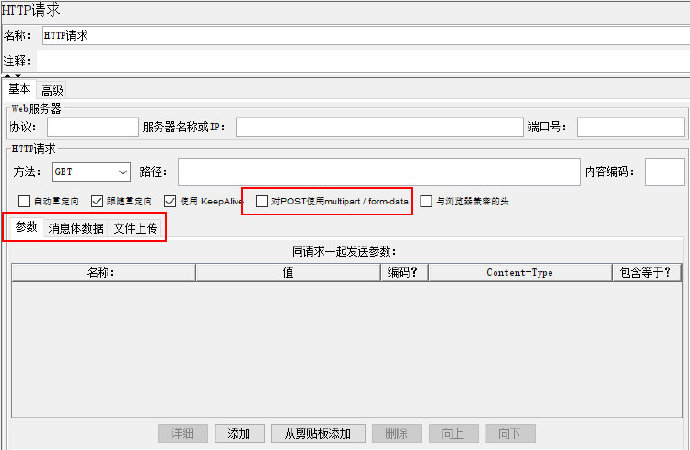 HTTP请求
名称： HTTP请求
注释：
基本 高级
Web服务器
协议： 服务器名称或IP： 端口号：
HTTP请求
方法： GET 路径： 内容编码：
自动重定向 跟随重定向 使用 KeepAlive 对POST使用multipart / form-data 与浏览器兼容的头
参数 消息体数据 文件上传
同请求一起发送参数：
名称： 值 编码？ Content-Type 包含等于？
详细 添加 从剪贴板添加 删除 向上 向下